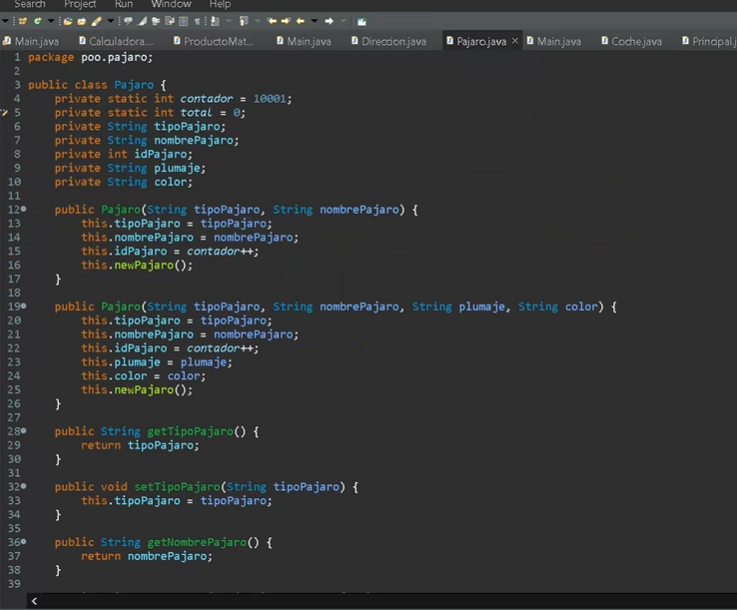 Search Project Run Window Help
Main.java Calculadora... ProductoMat... Main.java Direccion.java Pajaro.java Main.java Coche.java Principal.j
1 package poo.pajaro;
2
3 public class Pajaro {
4 private static int contador = 10001;
5 private static int total = 0;
6 private String tipoPajaro;
7 private String nombrePajaro;
8 private int idPajaro;
9 private String plumaje;
10 private String color;
11
12 public Pajaro(String tipoPajaro, String nombrePajaro) {
13 this.tipoPajaro = tipoPajaro;
14 this.nombrePajaro = nombrePajaro;
15 this.idPajaro = contador++;
16 this.newPajaro();
17 }
18
19 public Pajaro(String tipoPajaro, String nombrePajaro, String plumaje, String color) {
20 this.tipoPajaro = tipoPajaro;
21 this.nombrePajaro = nombrePajaro;
22 this.idPajaro = contador++;
23 this.plumaje = plumaje;
24 this.color = color;
25 this.newPajaro();
26 }
27
28 public String getTipoPajaro() {
29 return tipoPajaro;
30 }
31
32 public void setTipoPajaro(String tipoPajaro) {
33 this.tipoPajaro = tipoPajaro;
34 }
35
36 public String getNombrePajaro() {
37 return nombrePajaro;
38 }
39